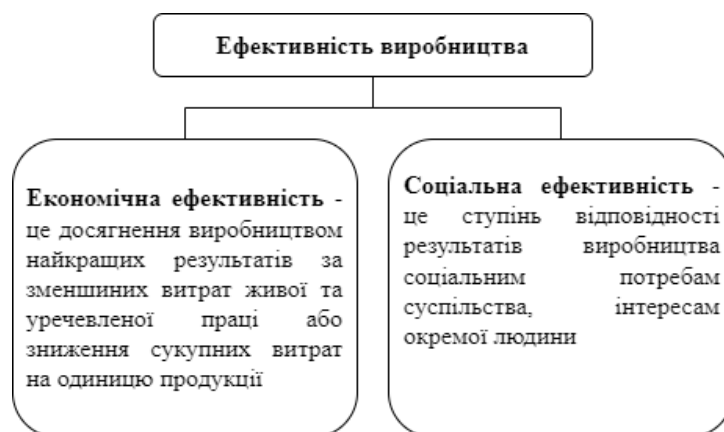 Ефективність виробництва
Економічна ефективність -
це досягнення виробництвом
найкращих результатів за
зменшиних витрат живої та
уречевленої праці або
зниження сукупних витрат
на одиницю продукції
Соціальна ефективність -
це ступінь відповідності
результатів виробництва
соціальним потребам
суспільства, інтересам
окремої людини